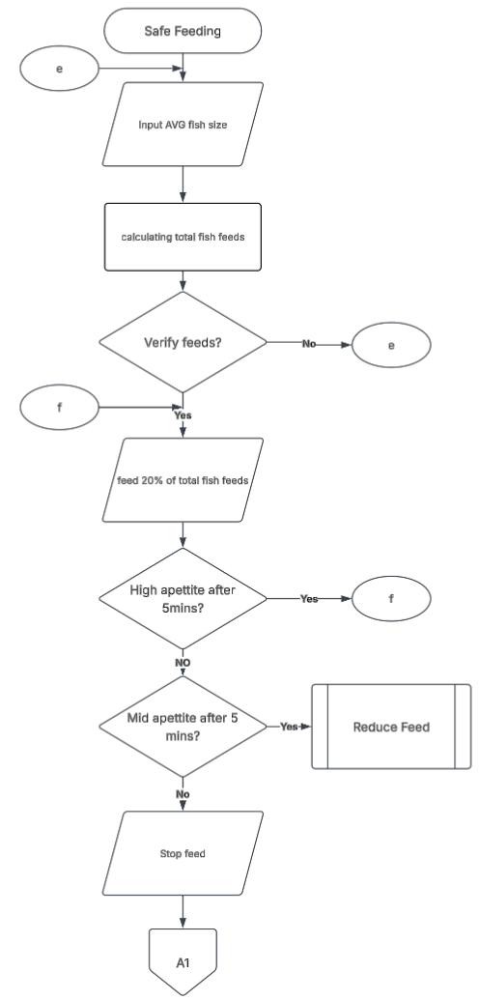 Safe Feeding
e
Input AVG fish size
calculating total fish feeds
Verify feeds?
No
e
f
Yes
feed 20% of total fish feeds
High apettite after
5mins?
Yes
f
NO
Mid apettite after 5
mins?
Yes
Reduce Feed
No
Stop feed
A1